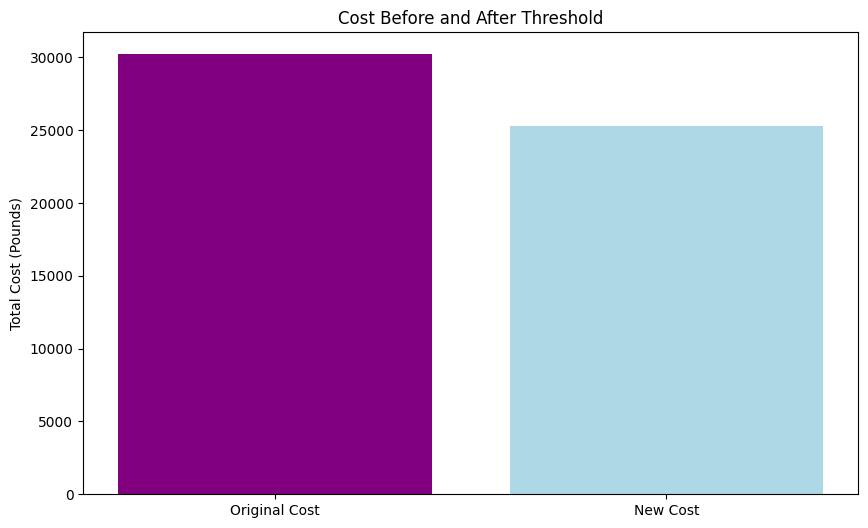 Cost Before and After Threshold
Total Cost (Pounds)
30000
25000
20000
15000
10000
5000
0
Original Cost
New Cost